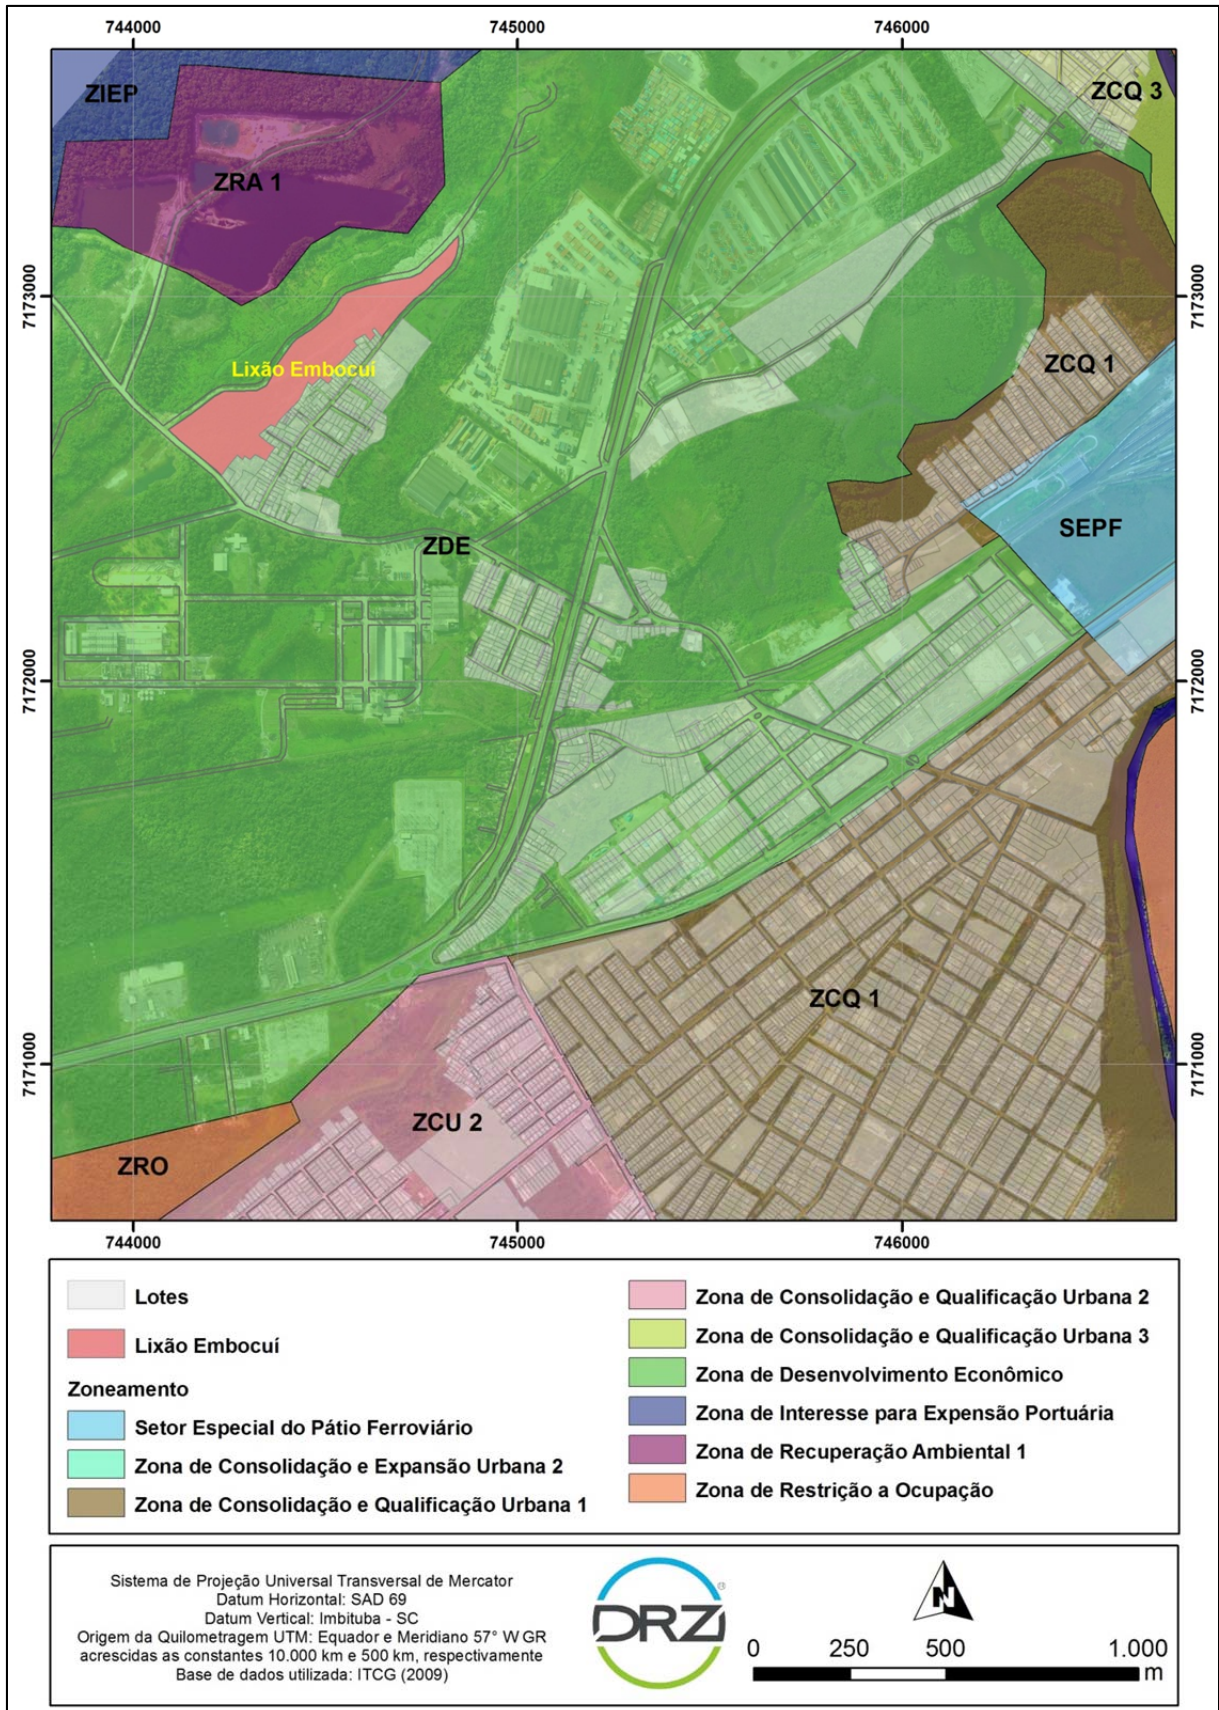 744000
745000
746000
ZIEP
ZCQ 3
ZRA 1
7173000
7173000
Lixão Embocuí
ZCQ 1
SEPF
ZDE
7172000
7172000
ZCQ 1
7171000
7171000
ZCU 2
ZRO
744000
745000
746000
Lotes
Lixão Embocuí
Zoneamento
Setor Especial do Pátio Ferroviário
Zona de Consolidação e Expansão Urbana 2
Zona de Consolidação e Qualificação Urbana 1
Zona de Consolidação e Qualificação Urbana 2
Zona de Consolidação e Qualificação Urbana 3
Zona de Desenvolvimento Econômico
Zona de Interesse para Expensão Portuária
Zona de Recuperação Ambiental 1
Zona de Restrição a Ocupação
Sistema de Projeção Universal Transversal de Mercator
Datum Horizontal: SAD 69
Datum Vertical: Imbituba - SC
Origem da Quilometragem UTM: Equador e Meridiano 57° W GR
acrescidas as constantes 10.000 km e 500 km, respectivamente
Base de dados utilizada: ITCG (2009)
DRZ ®
N
0 250 500 1.000
m